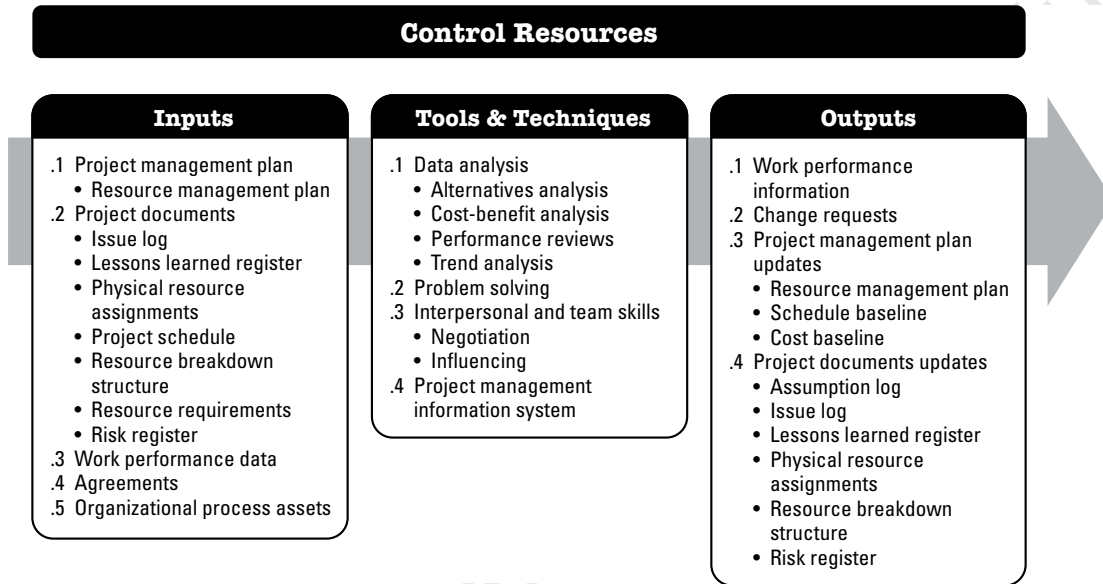 Control Resources
Inputs
.1 Project management plan
• Resource management plan
.2 Project documents
• Issue log
• Lessons learned register
• Physical resource
assignments
• Project schedule
• Resource breakdown
structure
• Resource requirements
• Risk register
.3 Work performance data
.4 Agreements
.5 Organizational process assets
Tools & Techniques
.1 Data analysis
• Alternatives analysis
• Cost-benefit analysis
• Performance reviews
• Trend analysis
.2 Problem solving
.3 Interpersonal and team skills
• Negotiation
• Influencing
.4 Project management
information system
Outputs
.1 Work performance
information
.2 Change requests
.3 Project management plan
updates
• Resource management plan
• Schedule baseline
• Cost baseline
.4 Project documents updates
• Assumption log
• Issue log
• Lessons learned register
• Physical resource
assignments
• Resource breakdown
structure
• Risk register